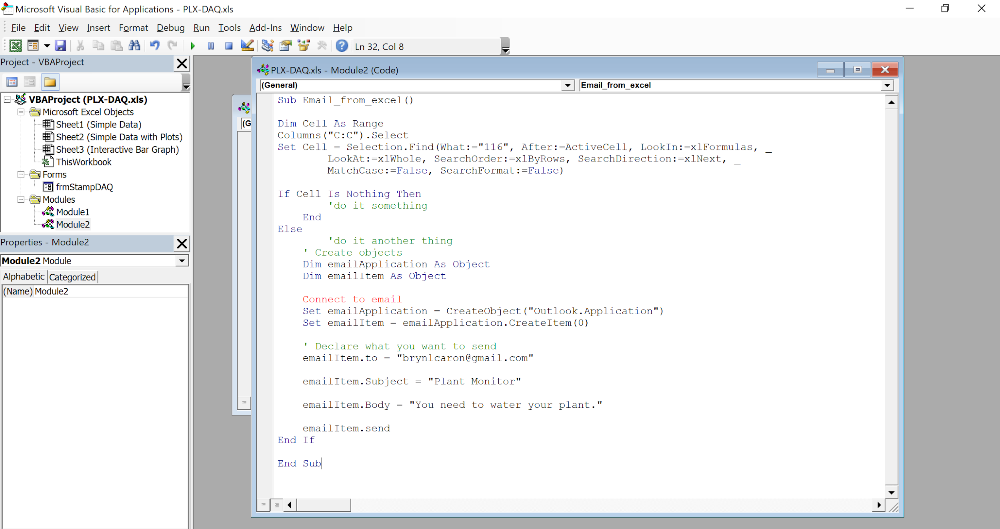 Microsoft Visual Basic for Applications - PLX-DAQ.xls
File Edit View Insert Format Debug Run Tools Add-Ins Window Help
Ln 32, Col 8
Project - VBAProject
VBAProject (PLX-DAQ.xls)
Microsoft Excel Objects
Sheet1 (Simple Data)
Sheet2 (Simple Data with Plots)
Sheet3 (Interactive Bar Graph)
ThisWorkbook
Forms
frmStampDAQ
Modules
Module1
Module2
Properties - Module2
Module2 Module
Alphabetic Categorized
(Name) Module2
(G
PLX-DAQ.xls - Module2 (Code)
(General) Email_from_excel
Sub Email_from_excel()
Dim Cell As Range
Columns("C:C").Select
Set Cell = Selection.Find(What:="116", After:=ActiveCell, LookIn:=xlFormulas, _
LookAt:=xlWhole, SearchOrder:=xlByRows, SearchDirection:=xlNext, _
MatchCase:=False, SearchFormat:=False)
If Cell Is Nothing Then
'do it something
End
Else
'do it another thing
' Create objects
Dim emailApplication As Object
Dim emailItem As Object
Connect to email
Set emailApplication = CreateObject("Outlook.Application")
Set emailItem = emailApplication.CreateItem(0)
' Declare what you want to send
emailItem.to = "brynlcaron@gmail.com"
emailItem.Subject = "Plant Monitor"
emailItem.Body = "You need to water your plant."
emailItem.send
End If
End Sub